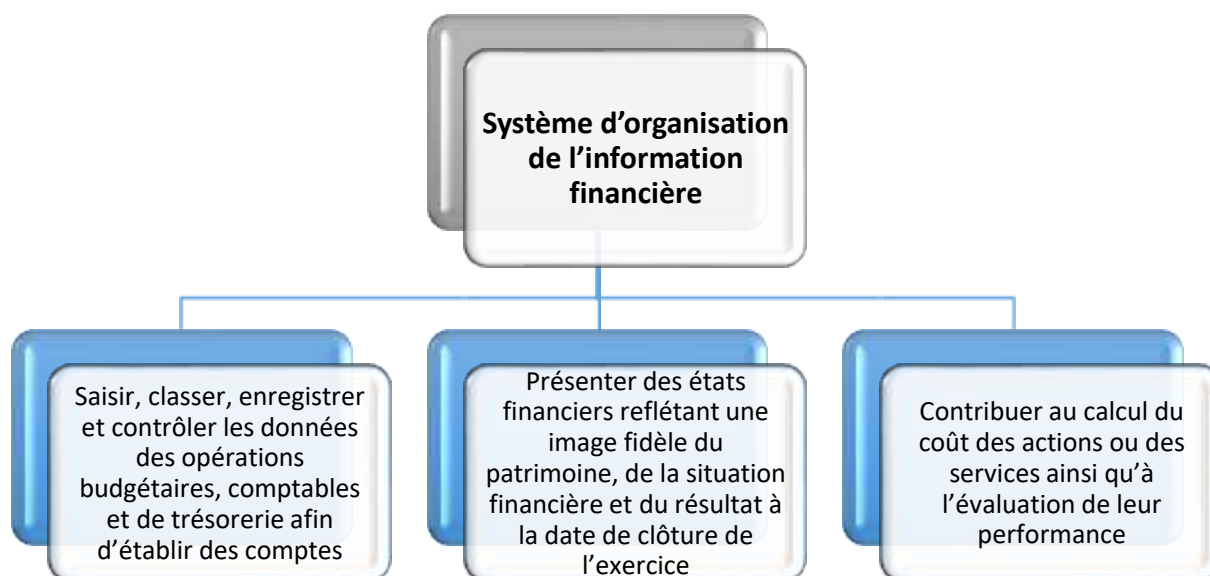 Système d’organisation
de l’information
financière
Saisir, classer, enregistrer
et contrôler les données
des opérations
budgétaires, comptables
et de trésorerie afin
d’établir des comptes
Présenter des états
financiers reflétant une
image fidèle du
patrimoine, de la situation
financière et du résultat à
la date de clôture de
l’exercice
Contribuer au calcul du
coût des actions ou des
services ainsi qu’à
l’évaluation de leur
performance